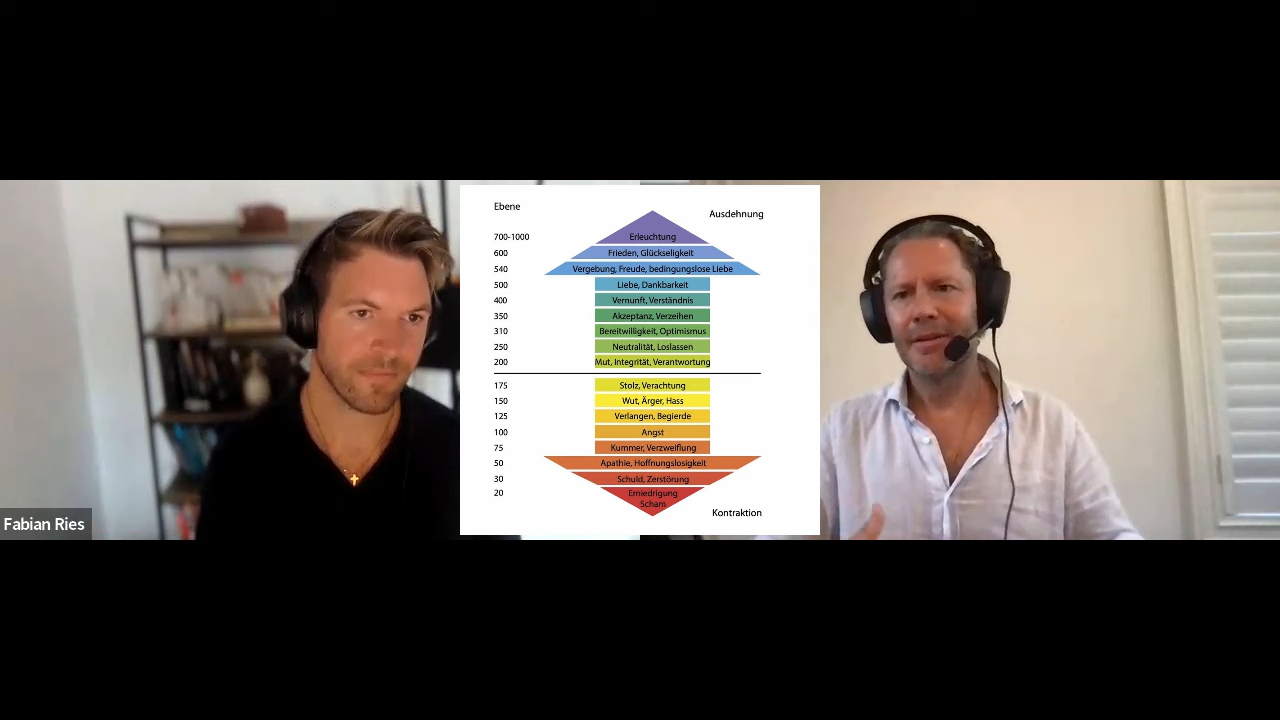 Ebene
Ausdehnung
700-1000 Erleuchtung
600 Frieden, Glückseligkeit
540 Vergebung, Freude, bedingungslose Liebe
500 Liebe, Dankbarkeit
400 Vernunft, Verständnis
350 Akzeptanz, Verzeihen
310 Bereitwilligkeit, Optimismus
250 Neutralität, Loslassen
200 Mut, Integrität, Verantwortung
175 Stolz, Verachtung
150 Wut, Ärger, Hass
125 Verlangen, Begierde
100 Angst
75 Kummer, Verzweiflung
50 Apathie, Hoffnungslosigkeit
30 Schuld, Zerstörung
20 Erniedrigung
Scham
Kontraktion
Fabian Ries